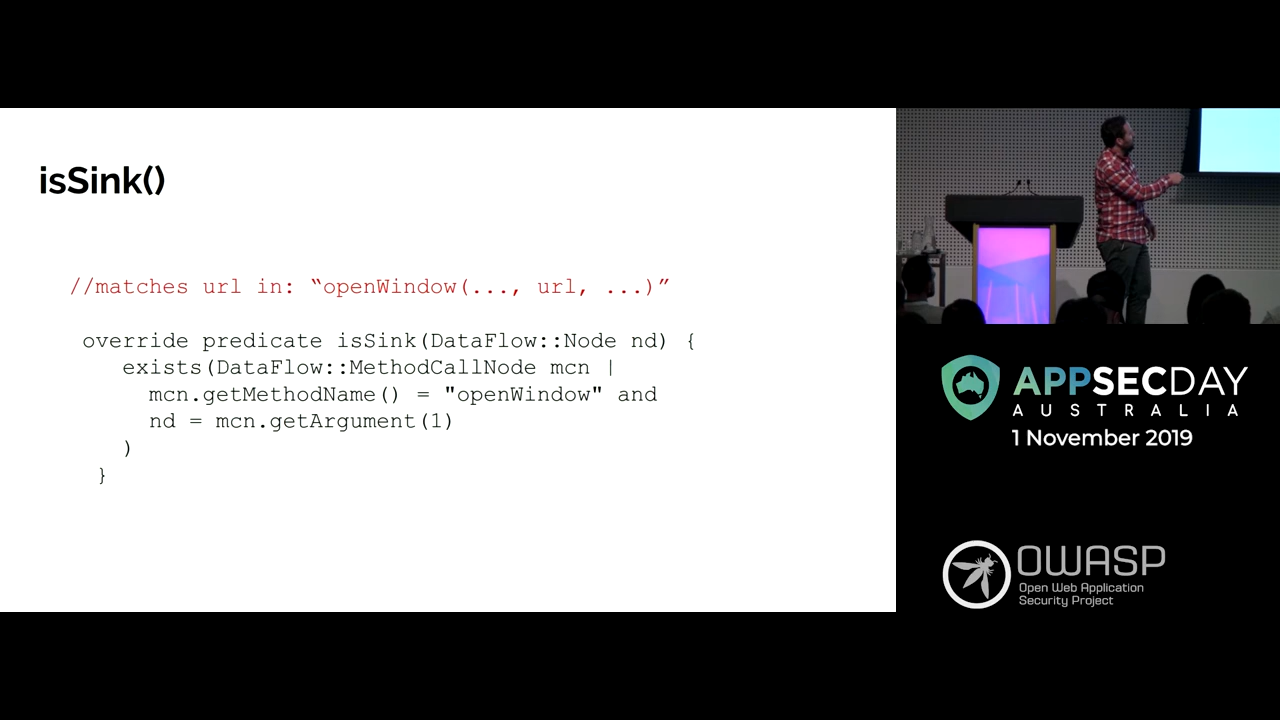 isSink()
//matches url in: “openWindow(..., url, ...)”
override predicate isSink(DataFlow::Node nd) {
exists(DataFlow::MethodCallNode mcn |
mcn.getMethodName() = "openWindow" and
nd = mcn.getArgument(1)
)
}
APPSECDAY
AUSTRALIA
1 November 2019
OWASP
Open Web Application
Security Project